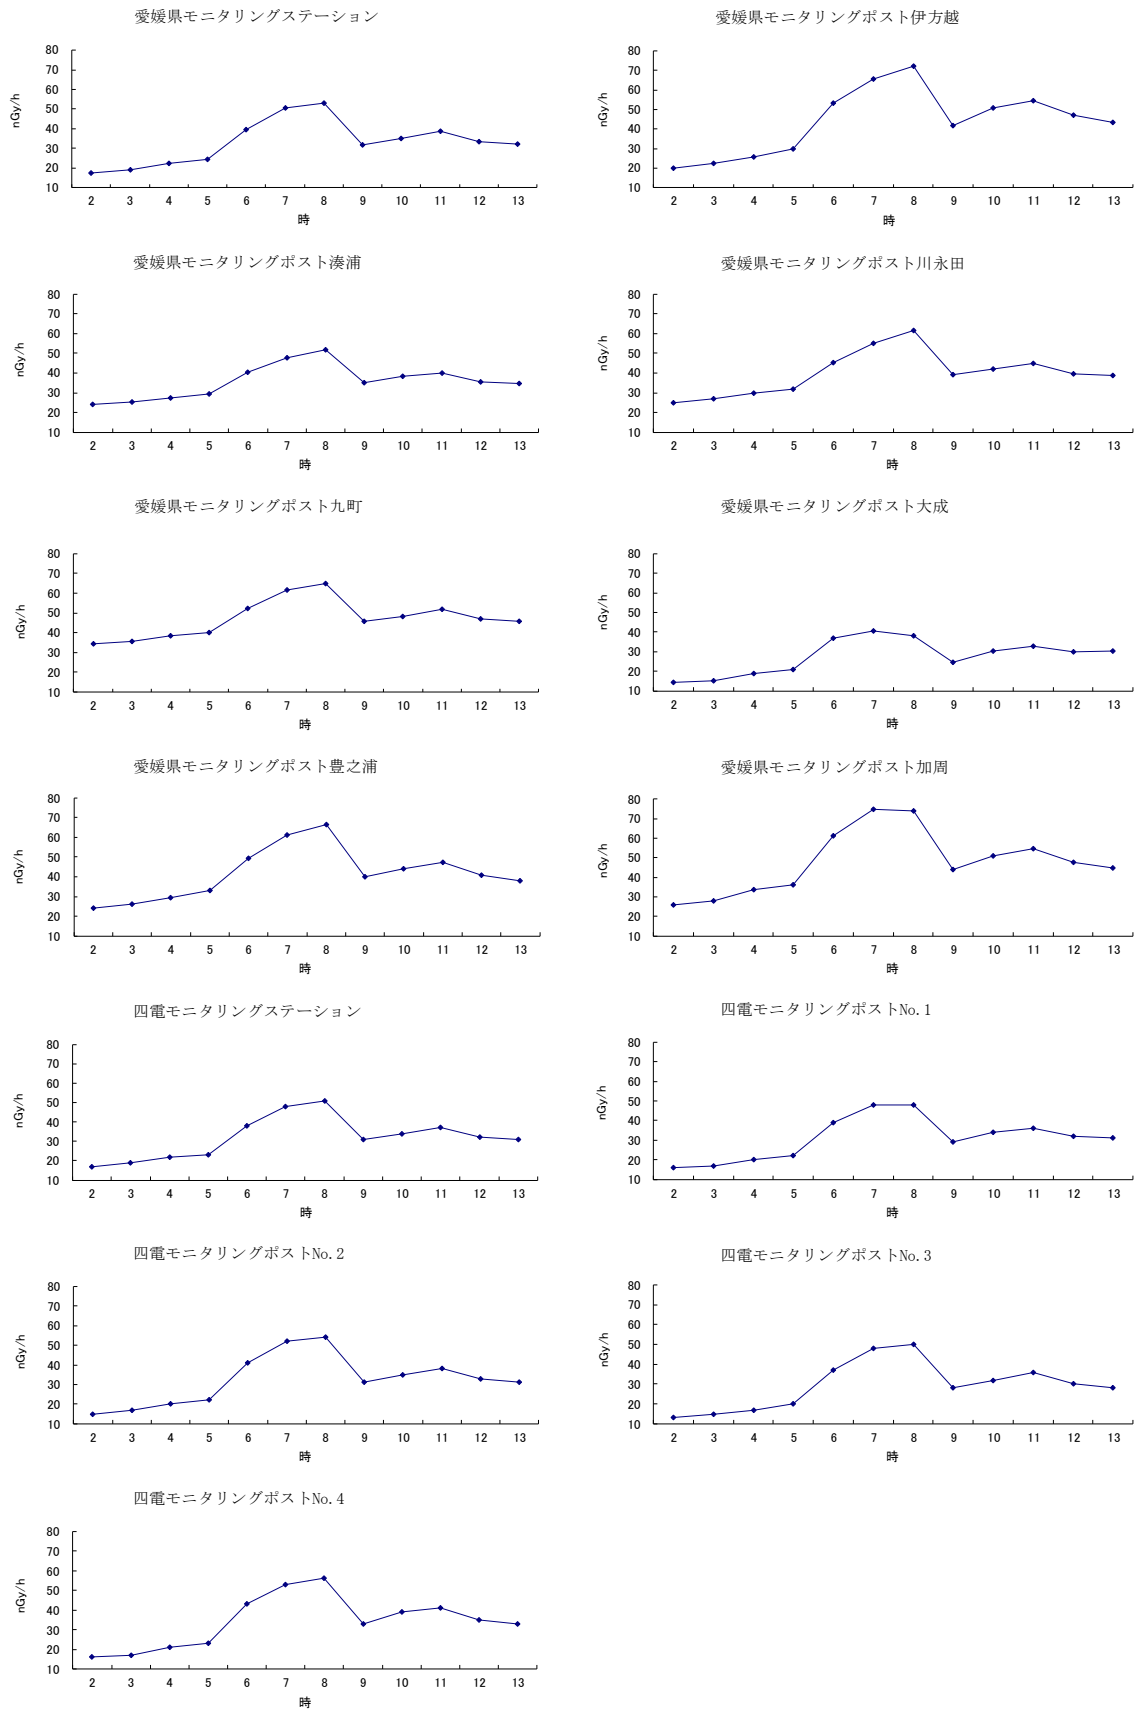 愛媛県モニタリングステーション
nGy/h
80
70
60
50
40
30
20
10
2 3 4 5 6 7 8 9 10 11 12 13
時
愛媛県モニタリングポスト伊方越
nGy/h
80
70
60
50
40
30
20
10
2 3 4 5 6 7 8 9 10 11 12 13
時
愛媛県モニタリングポスト湊浦
nGy/h
80
70
60
50
40
30
20
10
2 3 4 5 6 7 8 9 10 11 12 13
時
愛媛県モニタリングポスト川永田
nGy/h
80
70
60
50
40
30
20
10
2 3 4 5 6 7 8 9 10 11 12 13
時
愛媛県モニタリングポスト九町
nGy/h
80
70
60
50
40
30
20
10
2 3 4 5 6 7 8 9 10 11 12 13
時
愛媛県モニタリングポスト大成
nGy/h
80
70
60
50
40
30
20
10
2 3 4 5 6 7 8 9 10 11 12 13
時
愛媛県モニタリングポスト豊之浦
nGy/h
80
70
60
50
40
30
20
10
2 3 4 5 6 7 8 9 10 11 12 13
時
愛媛県モニタリングポスト加周
nGy/h
80
70
60
50
40
30
20
10
2 3 4 5 6 7 8 9 10 11 12 13
時
四電モニタリングステーション
nGy/h
80
70
60
50
40
30
20
10
2 3 4 5 6 7 8 9 10 11 12 13
時
四電モニタリングポストNo.1
nGy/h
80
70
60
50
40
30
20
10
2 3 4 5 6 7 8 9 10 11 12 13
時
四電モニタリングポストNo.2
nGy/h
80
70
60
50
40
30
20
10
2 3 4 5 6 7 8 9 10 11 12 13
時
四電モニタリングポストNo.3
nGy/h
80
70
60
50
40
30
20
10
2 3 4 5 6 7 8 9 10 11 12 13
時
四電モニタリングポストNo.4
nGy/h
80
70
60
50
40
30
20
10
2 3 4 5 6 7 8 9 10 11 12 13
時